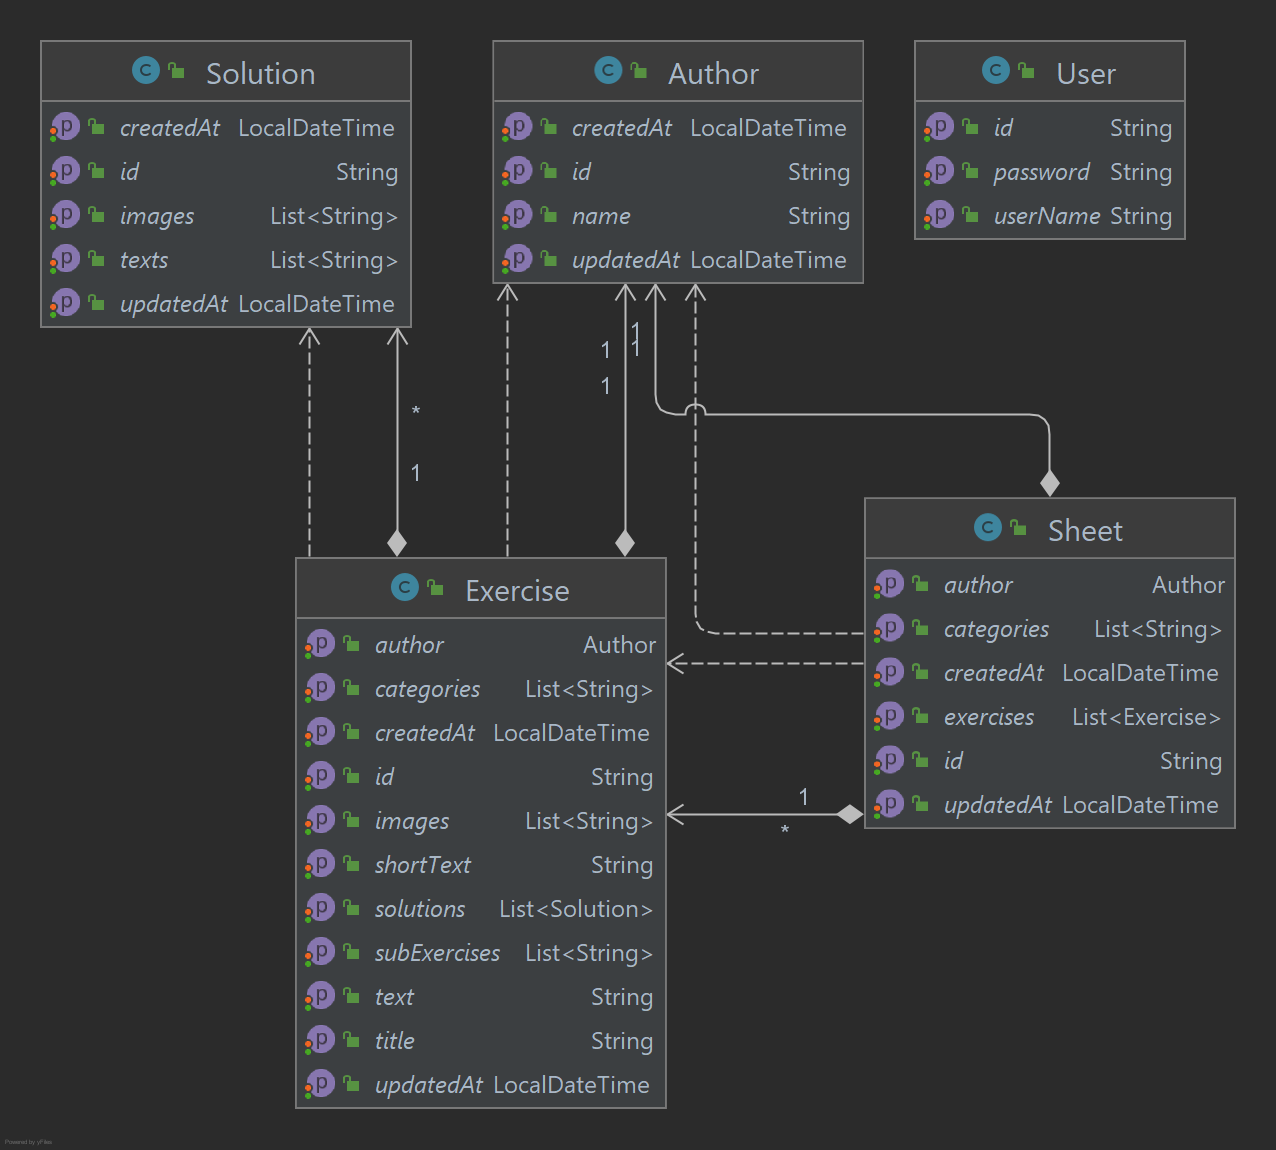 Solution
createdAt LocalDateTime
id String
images List<String>
texts List<String>
updatedAt LocalDateTime
Author
createdAt LocalDateTime
id String
name String
updatedAt LocalDateTime
User
id String
password String
userName String
1
1
1
1
*
1
Exercise
author Author
categories List<String>
createdAt LocalDateTime
id String
images List<String>
shortText String
solutions List<Solution>
subExercises List<String>
text String
title String
updatedAt LocalDateTime
Sheet
author Author
categories List<String>
createdAt LocalDateTime
exercises List<Exercise>
id String
updatedAt LocalDateTime
1
*
Powered by yFiles